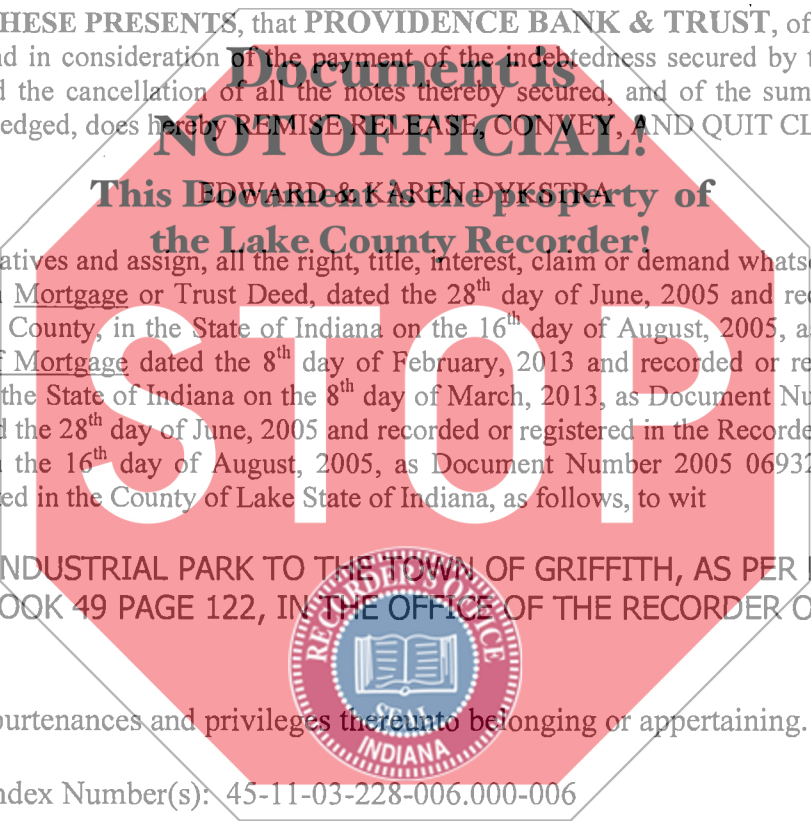 HESE PRESENTS, that PROVIDENCE BANK & TRUST, of
nd in consideration of the payment of the indebtedness secured by t
Document is
d the cancellation of all the notes thereby secured, and of the sum
edged, does hereby REMISE RELEASE, CONVEY, AND QUIT CL
NOT OFFICIAL!
EDWARD & KAREN DYKSTRA
This Document is the property of
the Lake County Recorder!
atives and assign, all the right, title, interest, claim or demand whats
Mortgage or Trust Deed, dated the 28th day of June, 2005 and re
County, in the State of Indiana on the 16th day of August, 2005, a
f Mortgage dated the 8th day of February, 2013 and recorded or re
the State of Indiana on the 8th day of March, 2013, as Document Nu
d the 28th day of June, 2005 and recorded or registered in the Recorde
n the 16th day of August, 2005, as Document Number 2005 06932
ed in the County of Lake State of Indiana, as follows, to wit
STOP
NDUSTRIAL PARK TO THE TOWN OF GRIFFITH, AS PER
OOK 49 PAGE 122, IN THE OFFICE OF THE RECORDER O
RECORDER'S OFFICE
SEAL
INDIANA
ourtenances and privileges thereunto belonging or appertaining.
ndex Number(s): 45-11-03-228-006.000-006